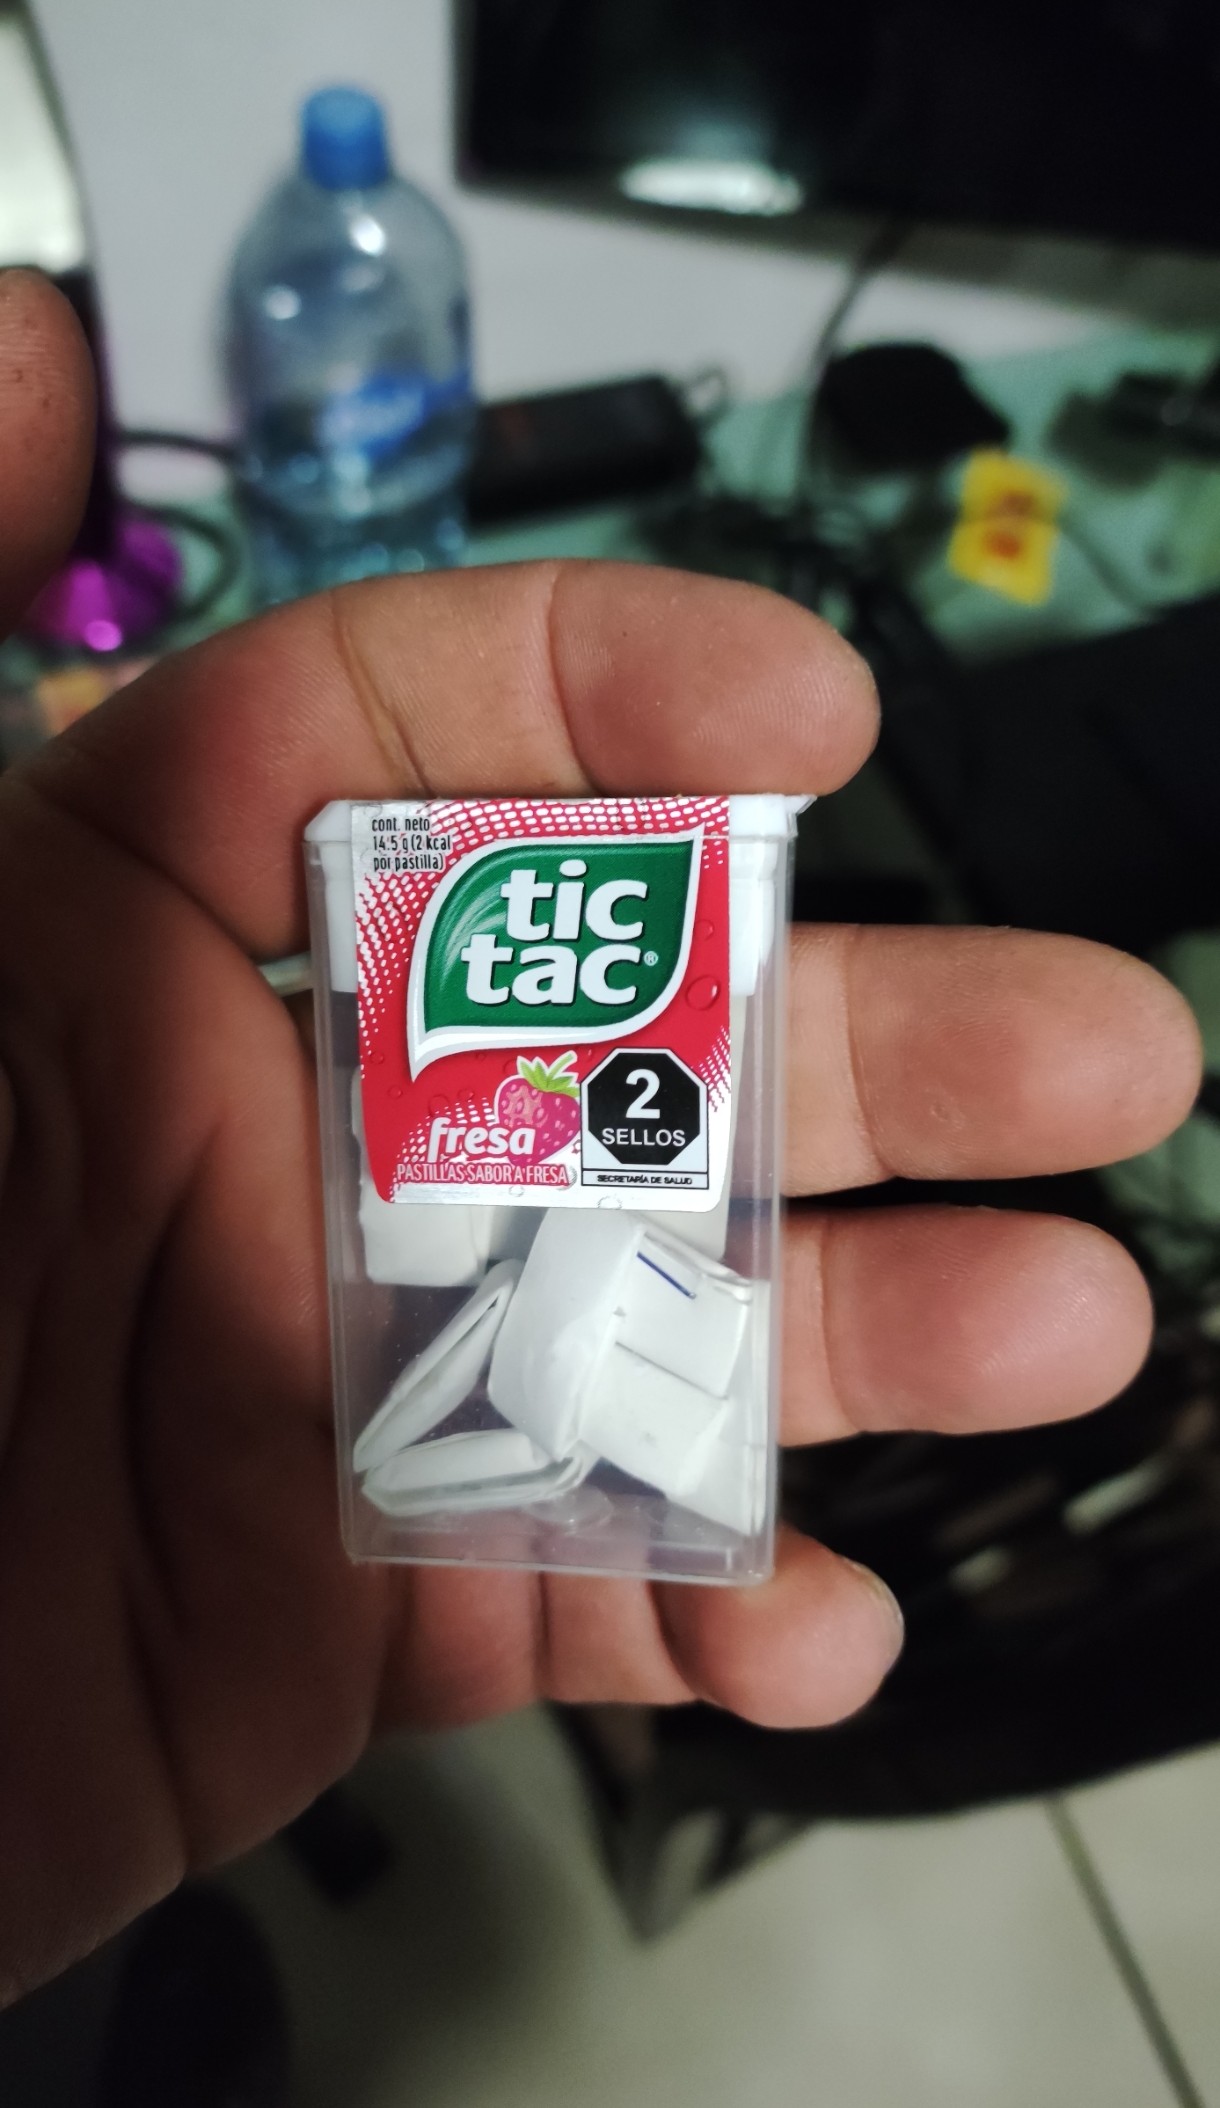 cont. neto
14.5 g (2 kcal
por pastilla)
tic
tac®
fresa
PASTILLAS SABOR A FRESA
2
SELLOS
SECRETARÍA DE SALUD